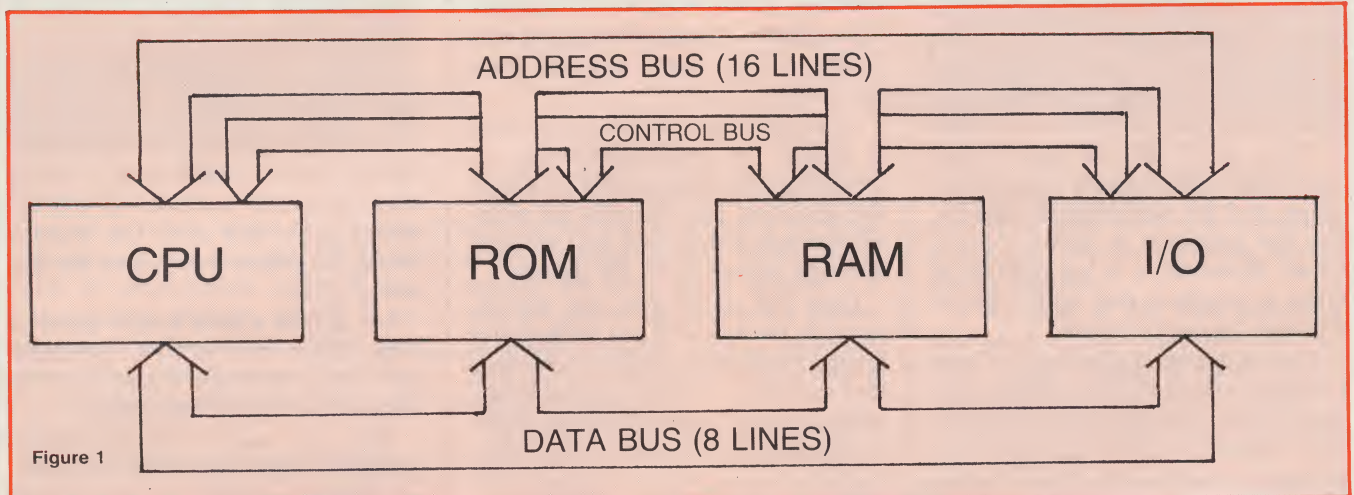 ADDRESS BUS (16 LINES)
CONTROL BUS
CPU
ROM
RAM
I/O
DATA BUS (8 LINES)
Figure 1